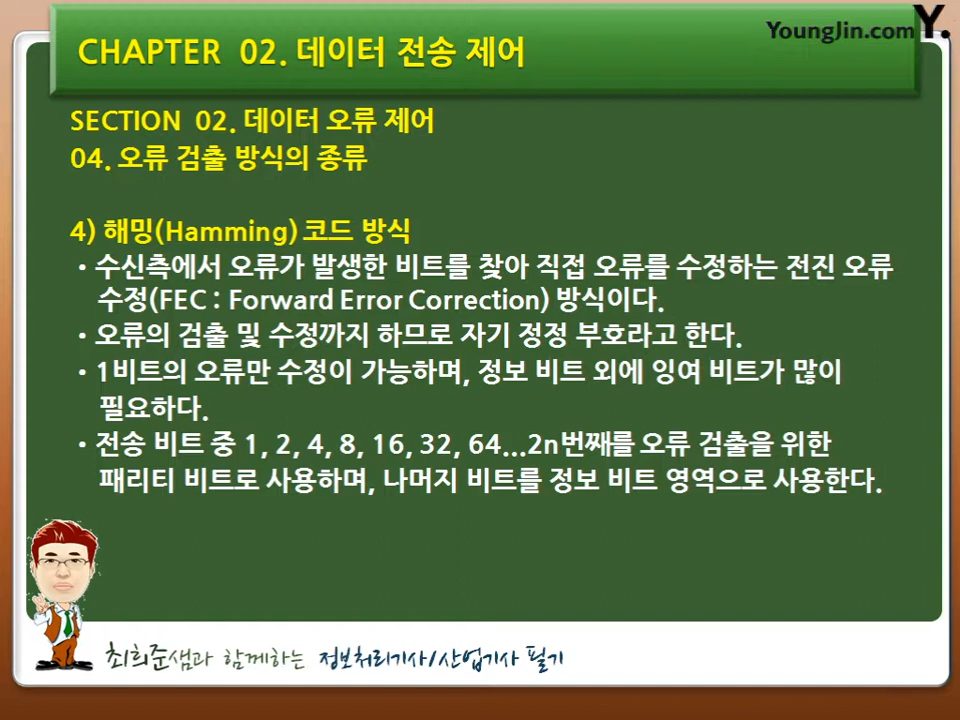 YoungJin.com Y.
CHAPTER 02. 데이터 전송 제어
SECTION 02. 데이터 오류 제어
04. 오류 검출 방식의 종류
4) 해밍(Hamming) 코드 방식
• 수신측에서 오류가 발생한 비트를 찾아 직접 오류를 수정하는 전진 오류
수정(FEC : Forward Error Correction) 방식이다.
• 오류의 검출 및 수정까지 하므로 자기 정정 부호라고 한다.
• 1비트의 오류만 수정이 가능하며, 정보 비트 외에 잉여 비트가 많이
필요하다.
• 전송 비트 중 1, 2, 4, 8, 16, 32, 64...2n번째를 오류 검출을 위한
패리티 비트로 사용하며, 나머지 비트를 정보 비트 영역으로 사용한다.
최희준샘과 함께하는 정보처리기사/산업기사 필기